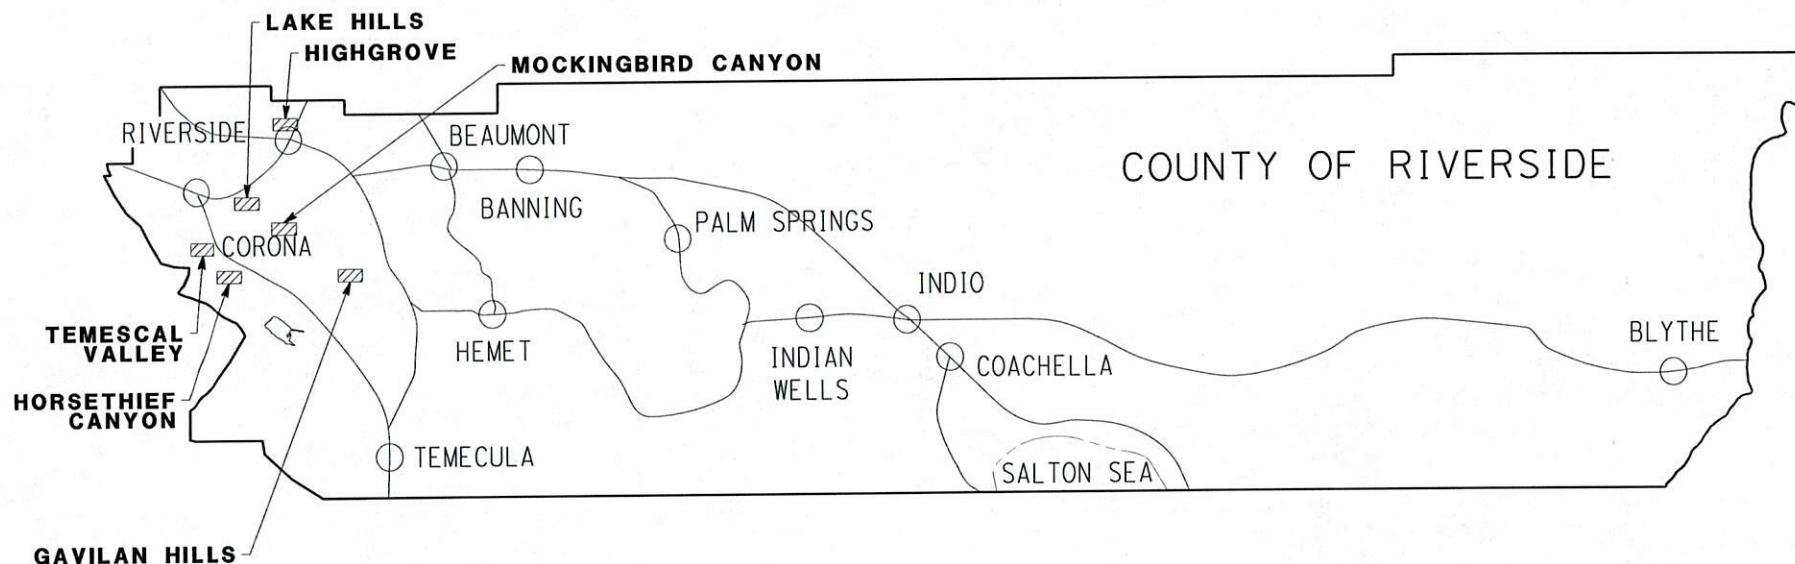 LAKE HILLS
HIGHGROVE
MOCKINGBIRD CANYON
RIVERSIDE
BEAUMONT
COUNTY OF RIVERSIDE
BANNING
PALM SPRINGS
CORONA
INDIO
TEMESCAL
VALLEY
HEMET
INDIAN
WELLS
COACHELLA
BLYTHE
HORSETHIEF
CANYON
TEMECULA
SALTON SEA
GAVILAN HILLS